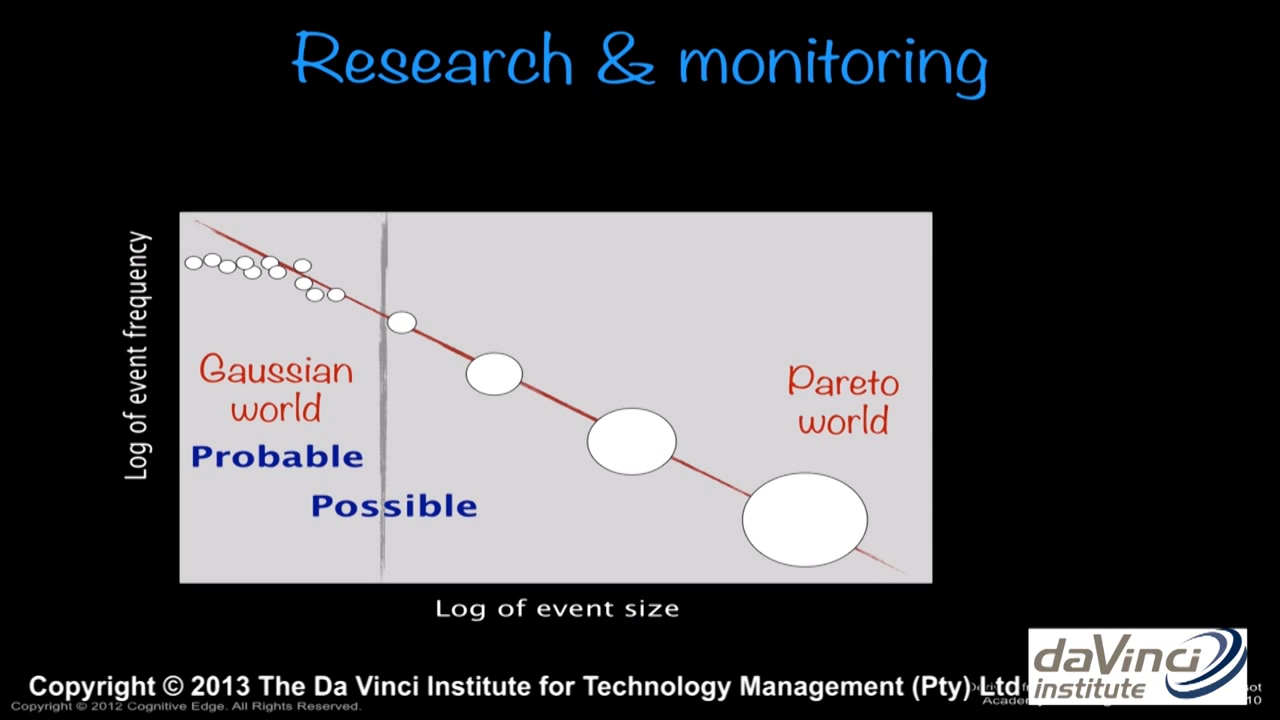 Research & monitoring
Log of event frequency
Gaussian
world
Pareto
world
Probable
Possible
Log of event size
daVinci
institute
Copyright © 2013 The Da Vinci Institute for Technology Management (Pty) Ltd
Copyright © 2012 Cognitive Edge. All Rights Reserved.